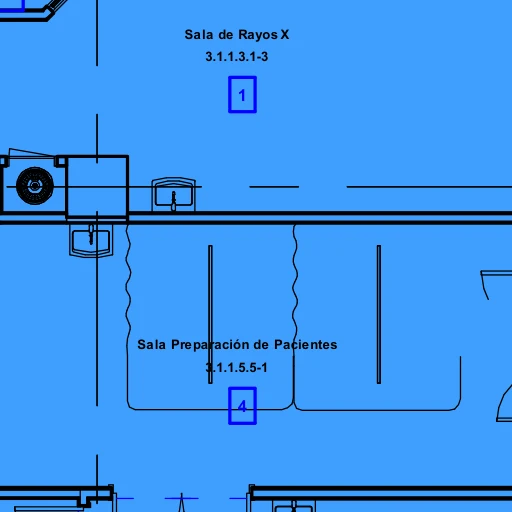 Sala de Rayos X
3.1.1.3.1-3
1
Sala Preparación de Pacientes
3.1.1.5.5-1
4